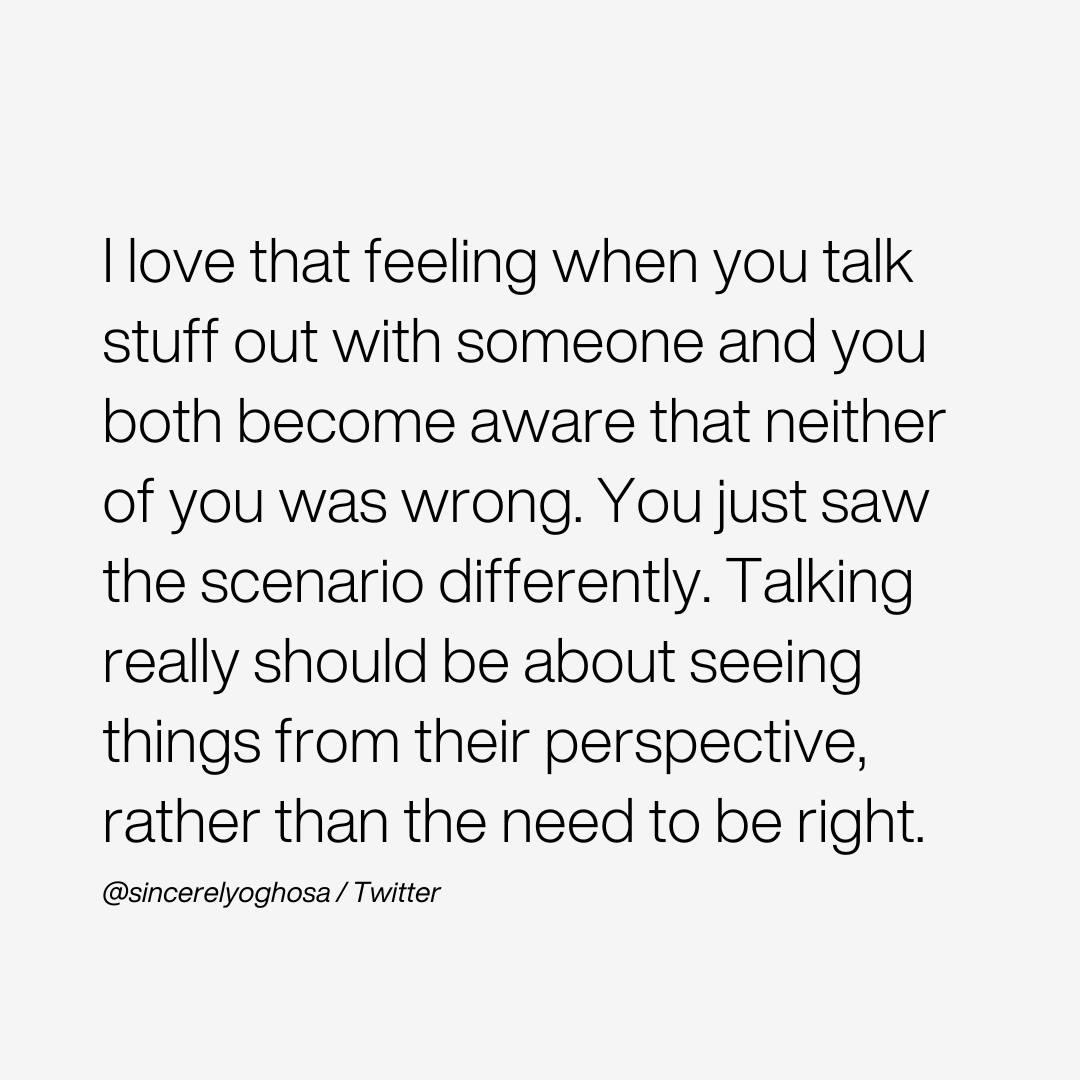 I love that feeling when you talk
stuff out with someone and you
both become aware that neither
of you was wrong. You just saw
the scenario differently. Talking
really should be about seeing
things from their perspective,
rather than the need to be right.
@sincerelyoghosa / Twitter